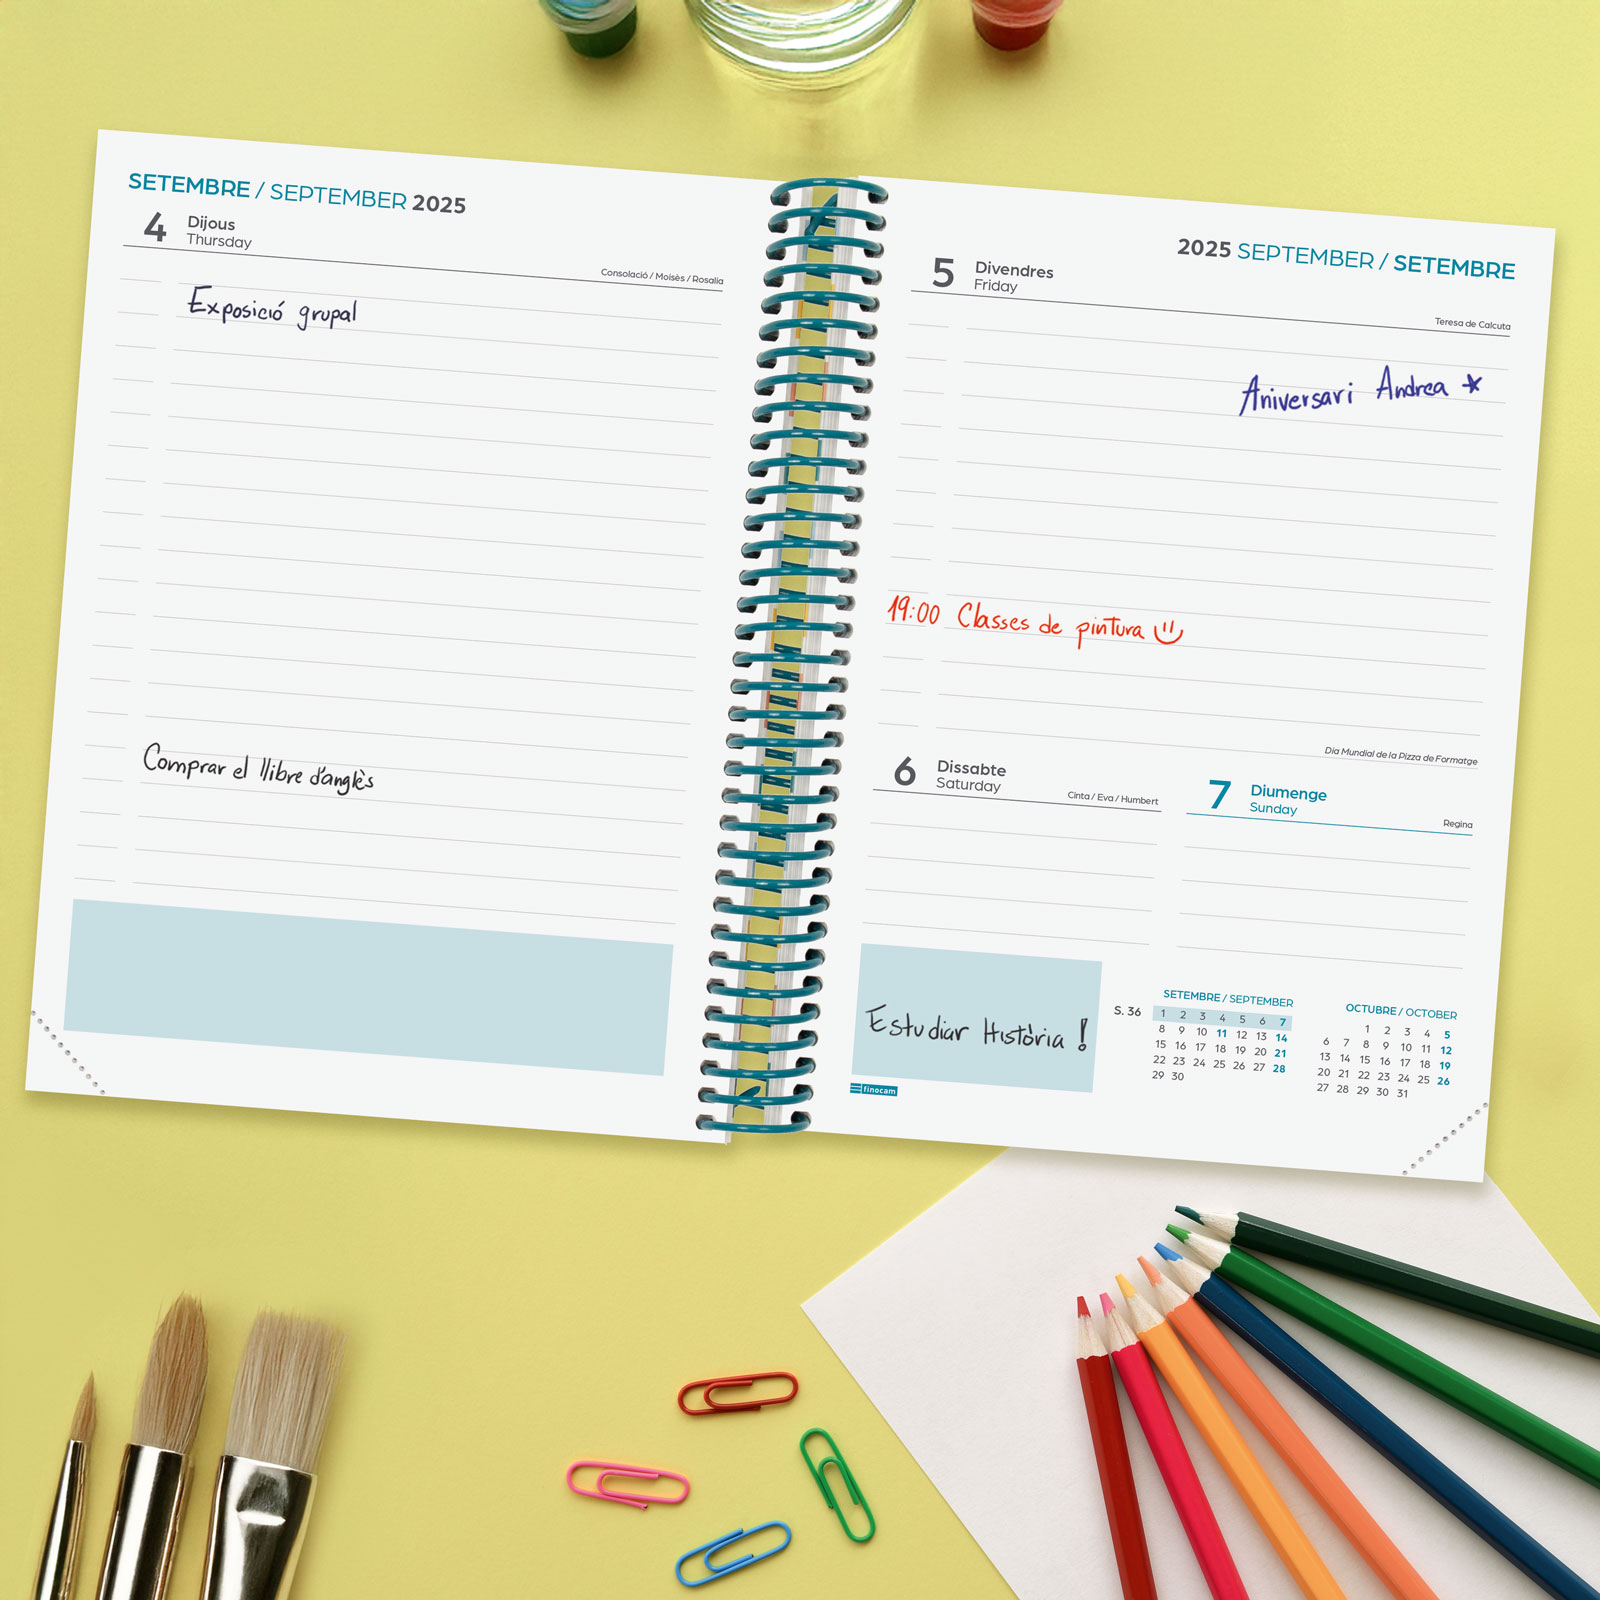 SETEMBRE / SEPTEMBER 2025
4 Dijous
Thursday
Consolació / Moisès / Rosalia
Exposició grupal
Comprar el llibre d'anglès
2025 SEPTEMBER / SETEMBRE
5 Divendres
Friday
Teresa de Calcuta
Aniversari Andrea
19:00 Classes de pintura
Dia Mundial de la Pizza de Formatge
6 Dissabte
Saturday
Cinta / Eva / Humbert
7 Diumenge
Sunday
Regina
Estudiar Història !
finocam
S. 36
SETEMBRE / SEPTEMBER
1 2 3 4 5 6 7
8 9 10 11 12 13 14
15 16 17 18 19 20 21
22 23 24 25 26 27 28
29 30
OCTUBRE / OCTOBER
1 2 3 4 5
6 7 8 9 10 11 12
13 14 15 16 17 18 19
20 21 22 23 24 25 26
27 28 29 30 31